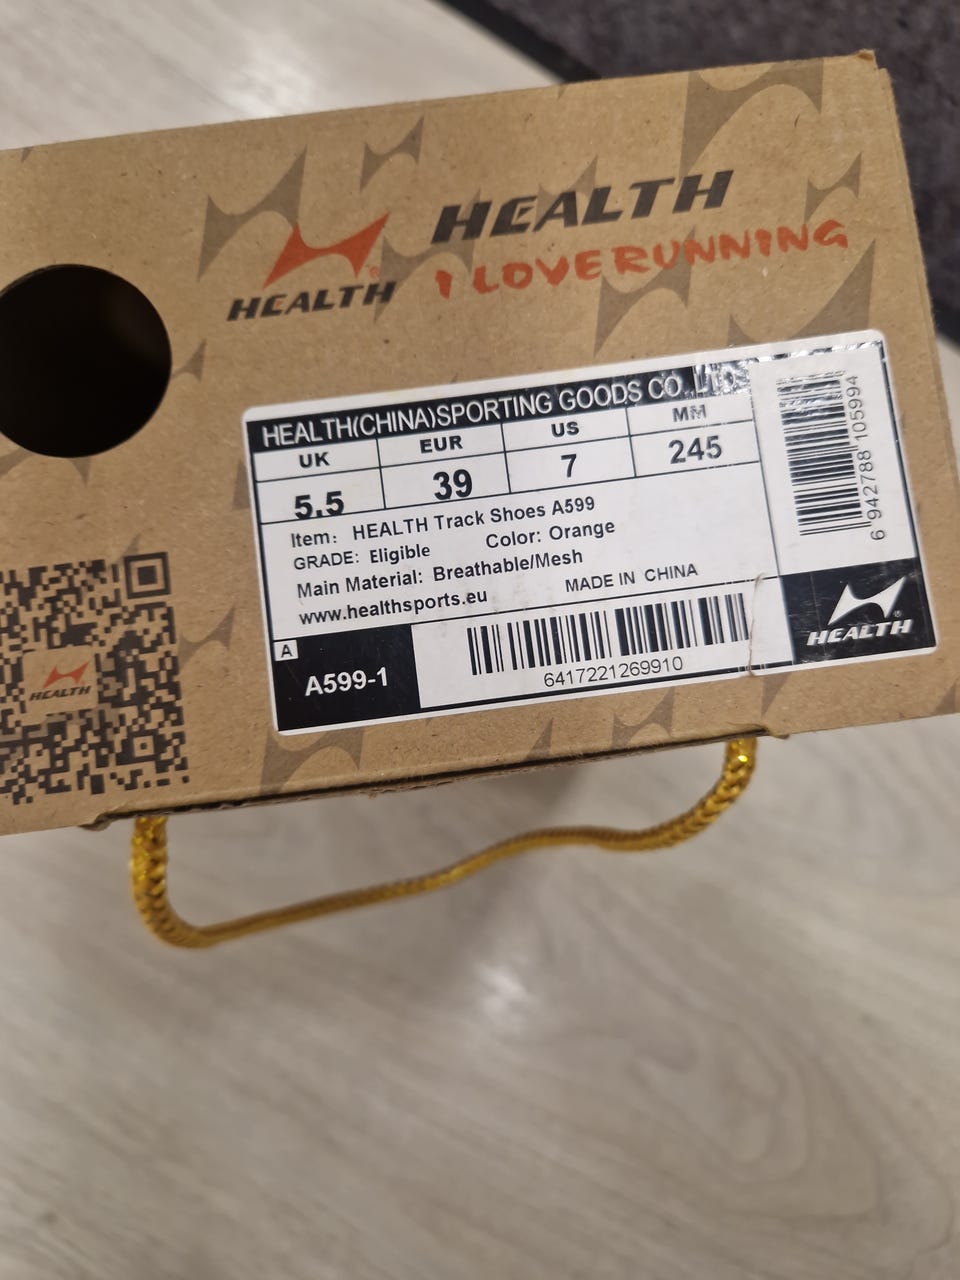 HEALTH
I LOVE RUNNING
HEALTH
HEALTH(CHINA)SPORTING GOODS CO.,LTD
UK EUR US MM
5.5 39 7 245
Item: HEALTH Track Shoes A599
GRADE: Eligible Color: Orange
Main Material: Breathable/Mesh
www.healthsports.eu MADE IN CHINA
A
A599-1
6417221269910
6 942788 105994
HEALTH
HEALTH